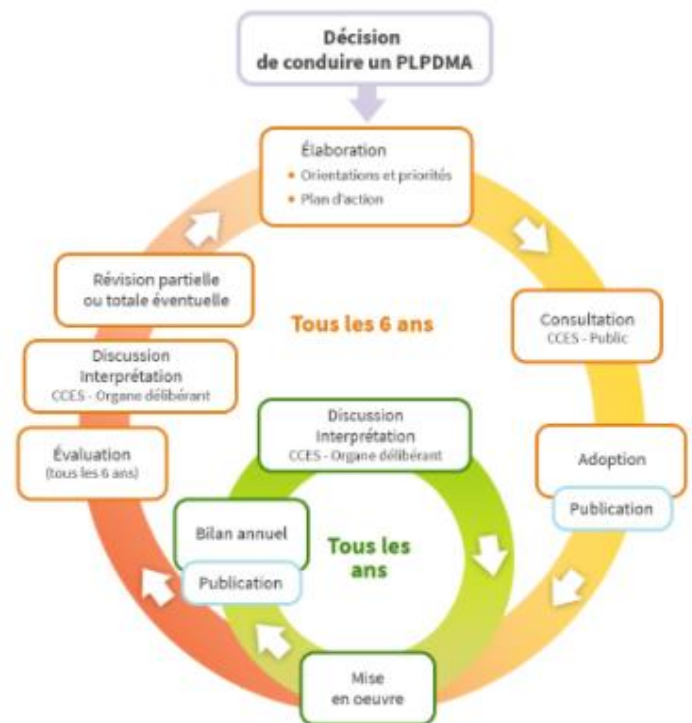 Décision
de conduire un PLPDMA
Élaboration
• Orientations et priorités
• Plan d'action
Révision partielle
ou totale éventuelle
Tous les 6 ans
Consultation
CCES - Public
Discussion
Interprétation
CCES - Organe délibérant
Discussion
Interprétation
CCES - Organe délibérant
Évaluation
(tous les 6 ans)
Adoption
Publication
Bilan annuel
Publication
Tous les
ans
Mise
en oeuvre